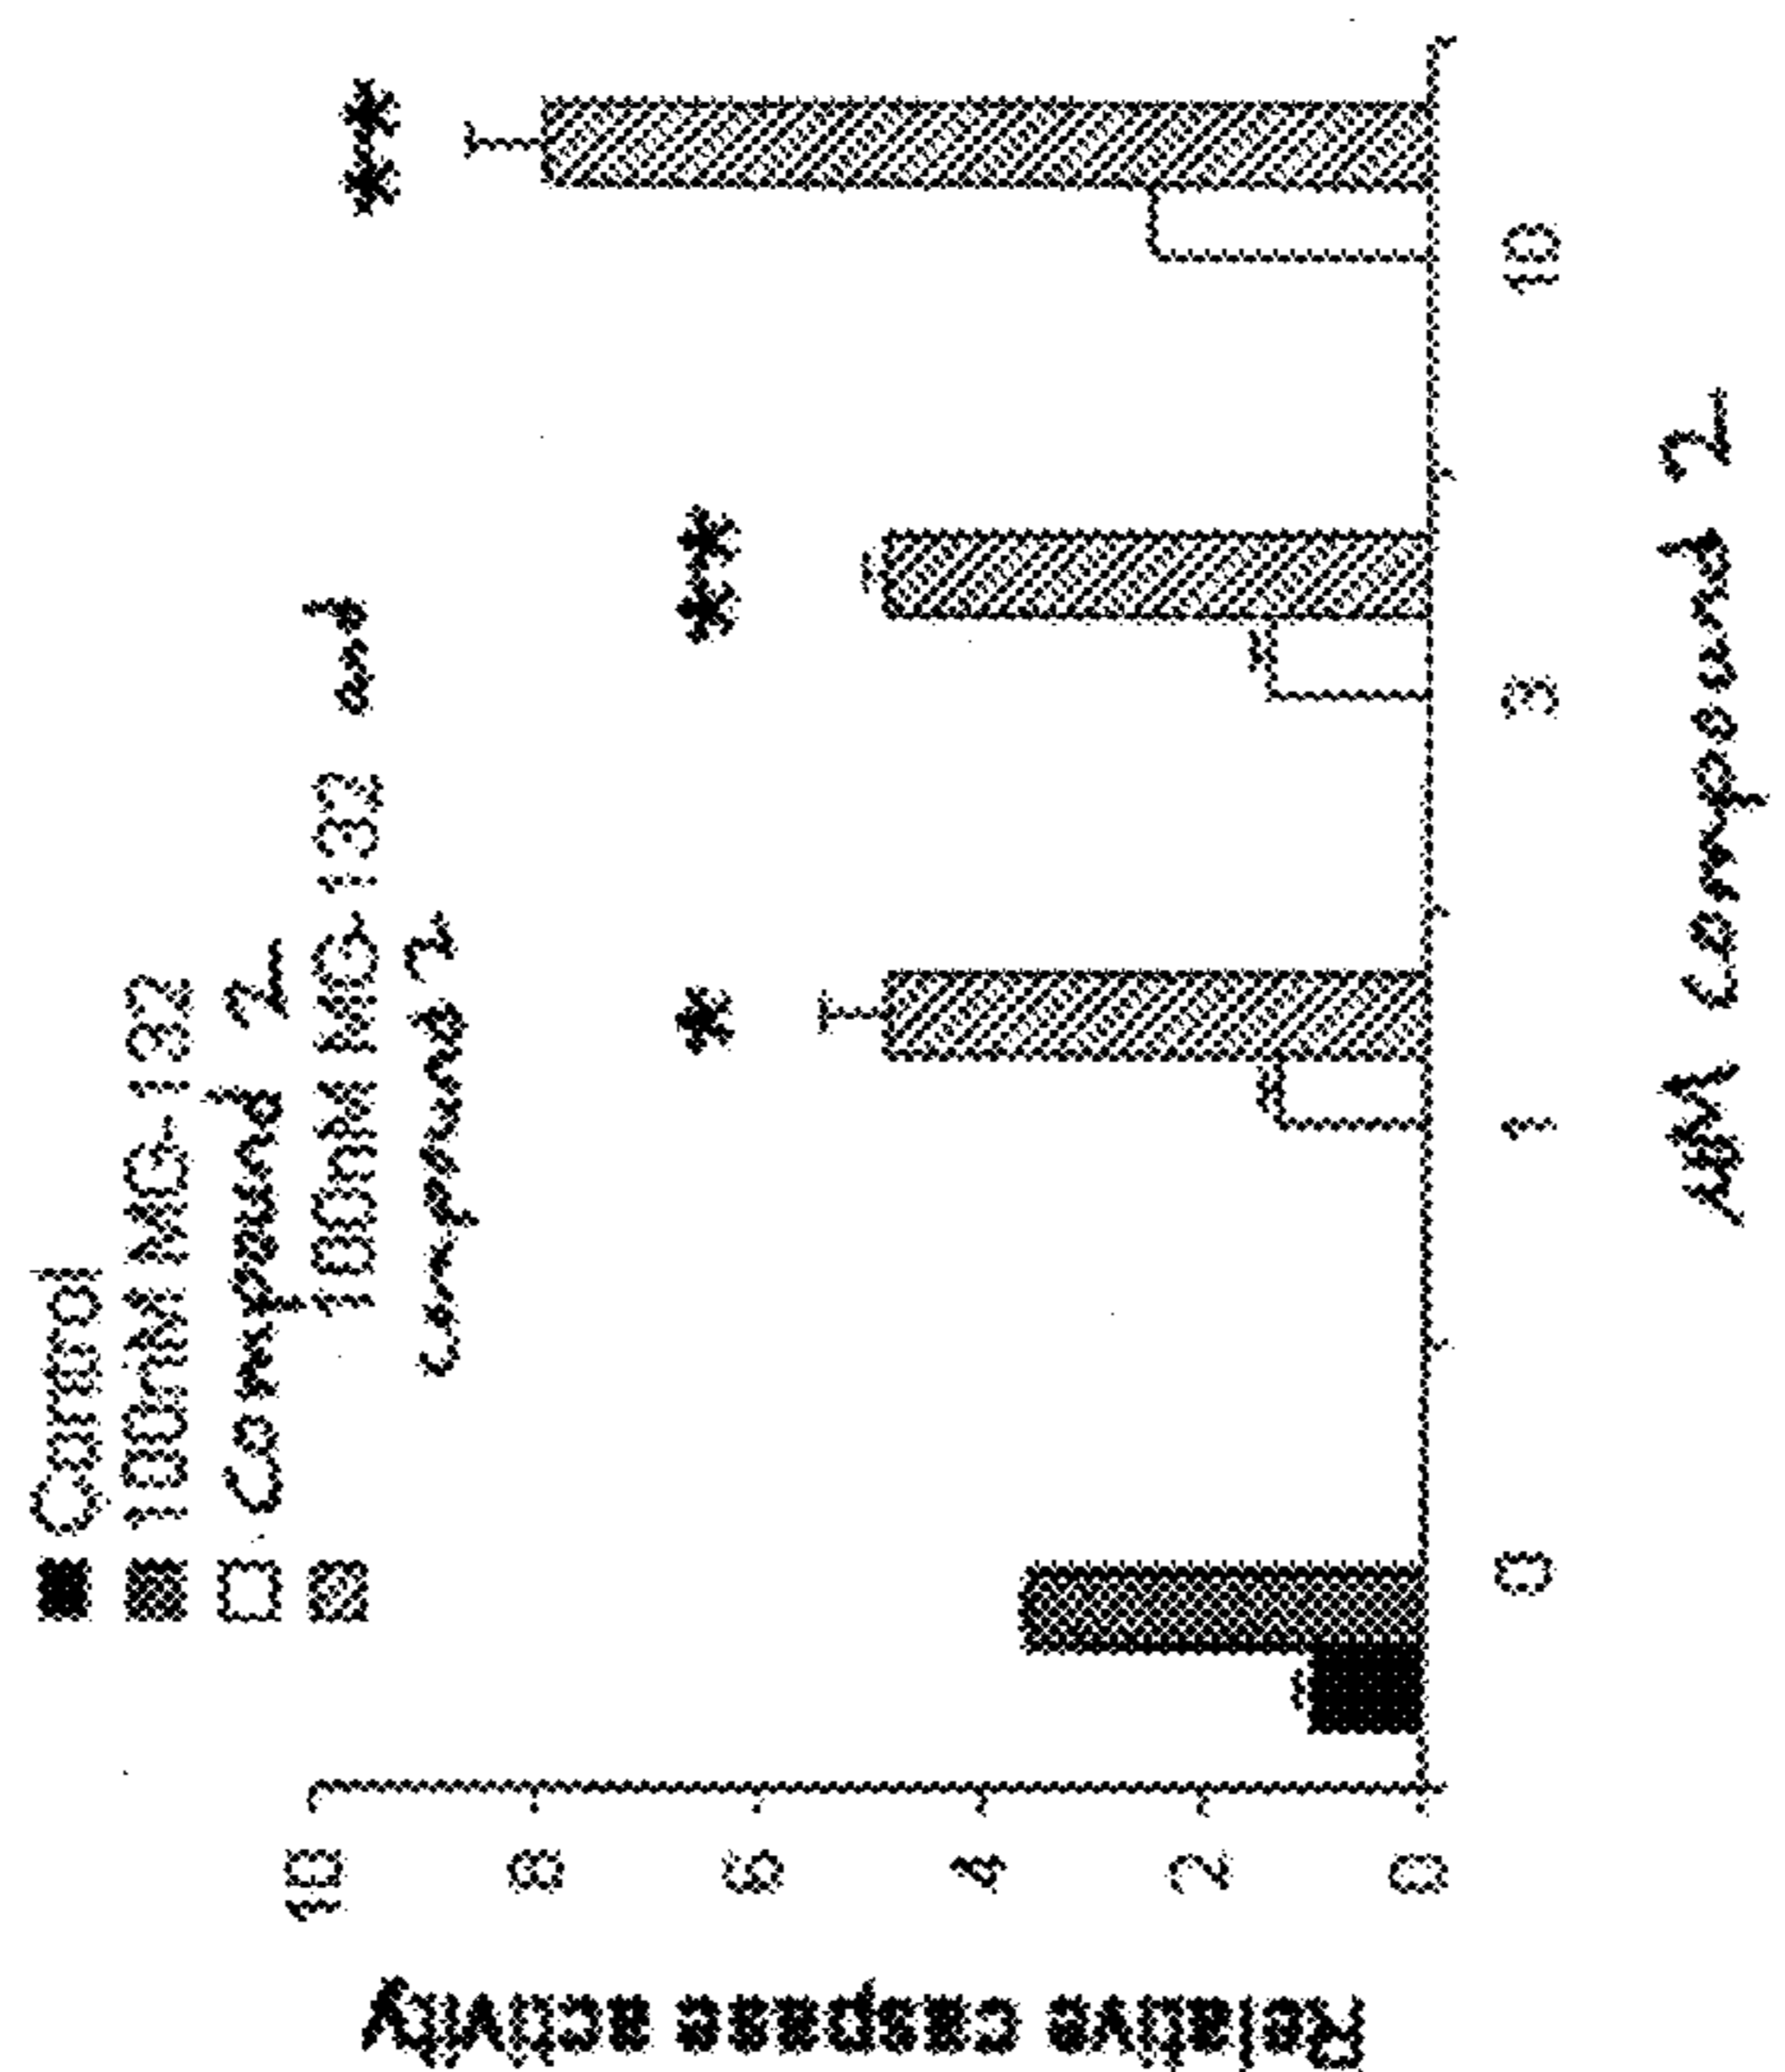 Control
100nM MG-132
Compound 2
100nM MG-132 and
Compound 2
**
**
*
10
8
6
4
2
0
Relative caspase activity
0
1
3
10
μM Compound 2